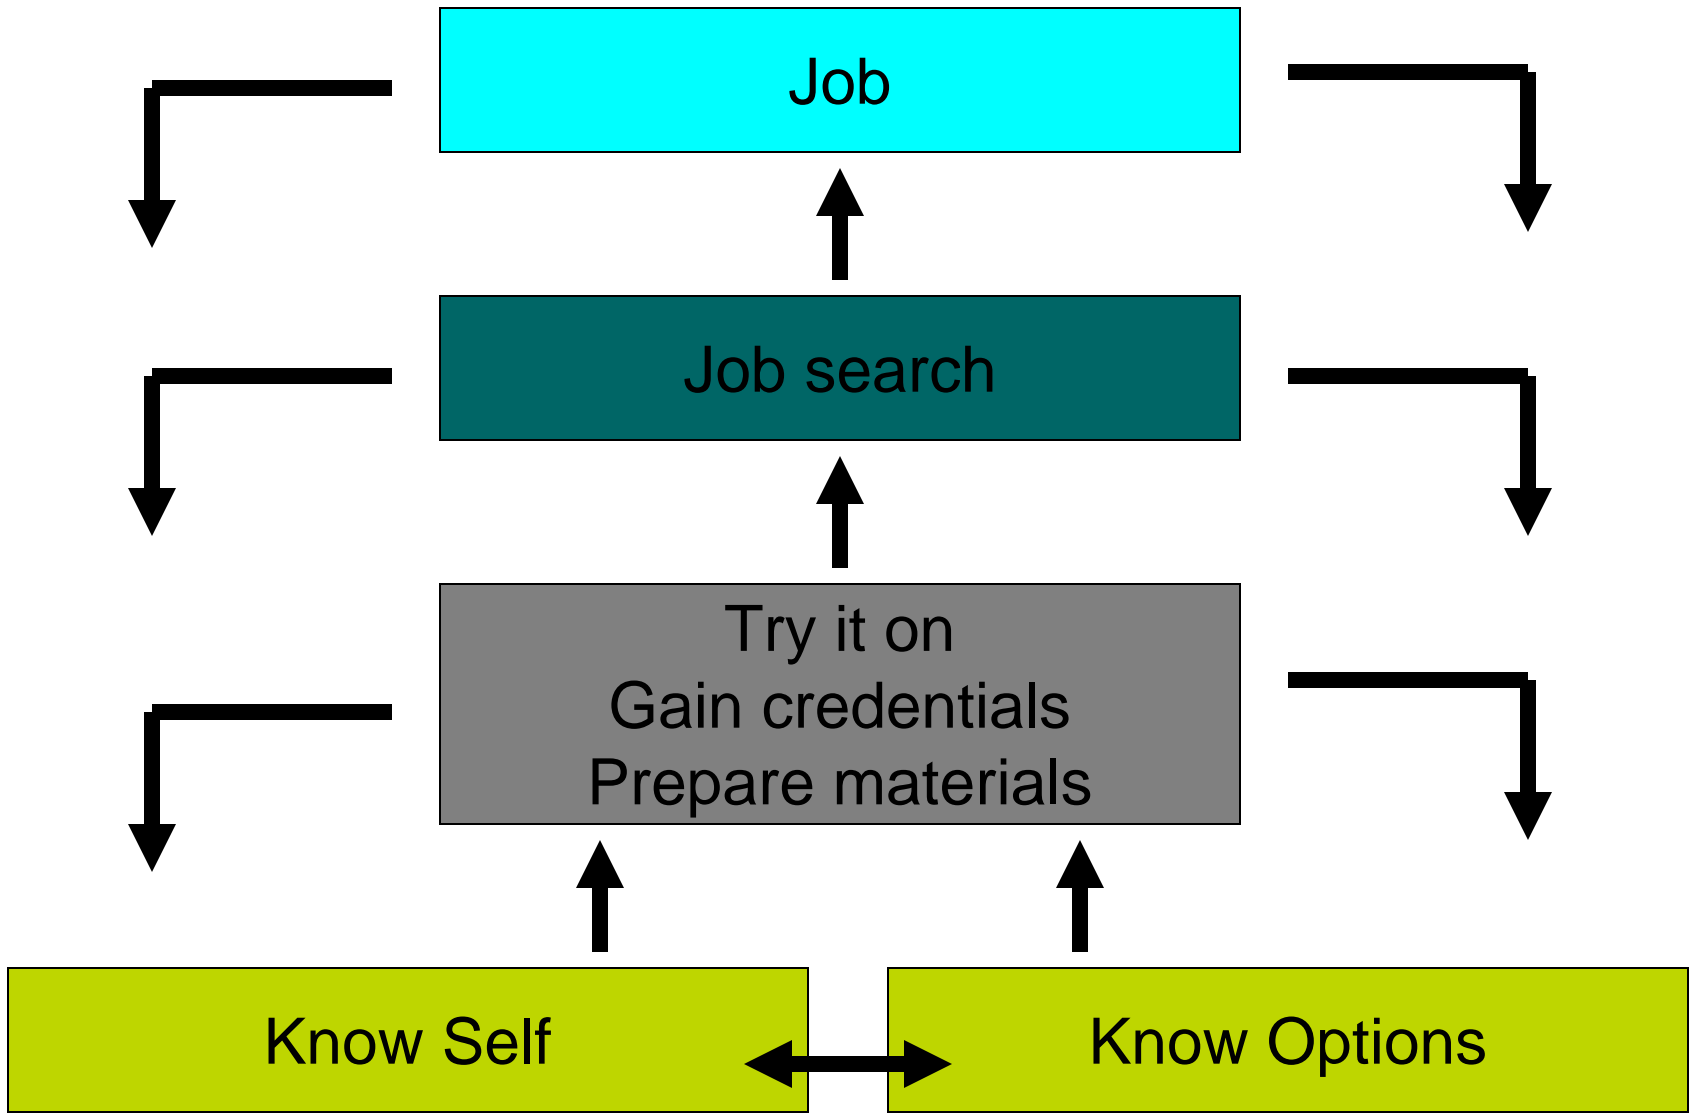 Job
Job search
Try it on
Gain credentials
Prepare materials
Know Self
Know Options